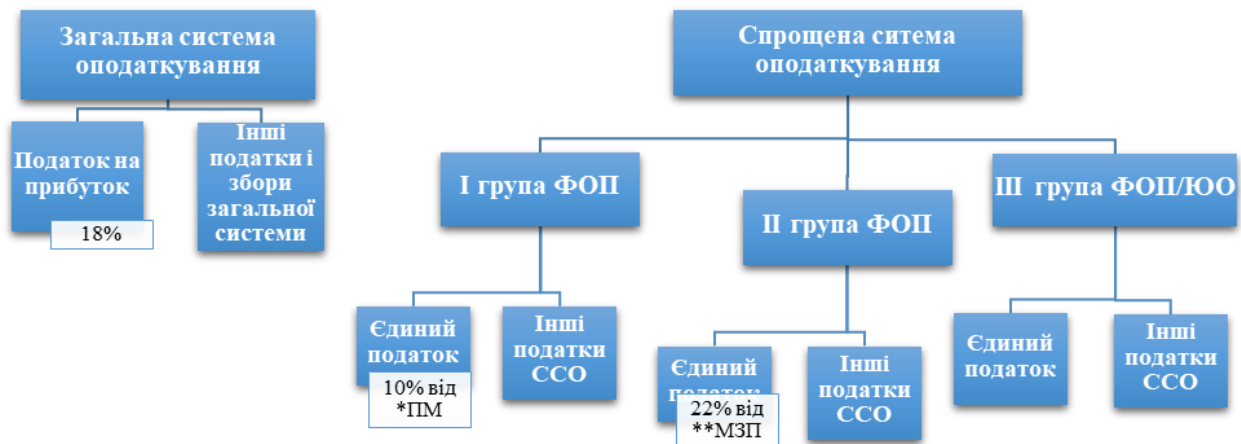 Загальна система
оподаткування
Податок на
прибуток
18%
Інші
податки і
збори
загальної
системи
Спрощена ситема
оподаткування
І група ФОП
Єдиний
податок
10% від
*ПМ
Інші
податки
ССО
ІІ група ФОП
Єдиний
податок
22% від
**МЗП
Інші
податки
ССО
ІІІ група ФОП/ЮО
Єдиний
податок
Інші
податки
ССО